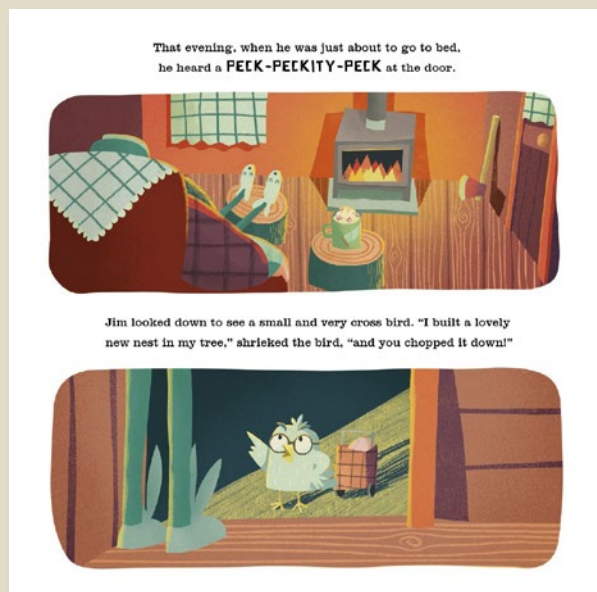 That evening, when he was just about to go to bed,
he heard a PECK-PECKITY-PECK at the door.
Jim looked down to see a small and very cross bird. “I built a lovely
new nest in my tree,” shrieked the bird, “and you chopped it down!”